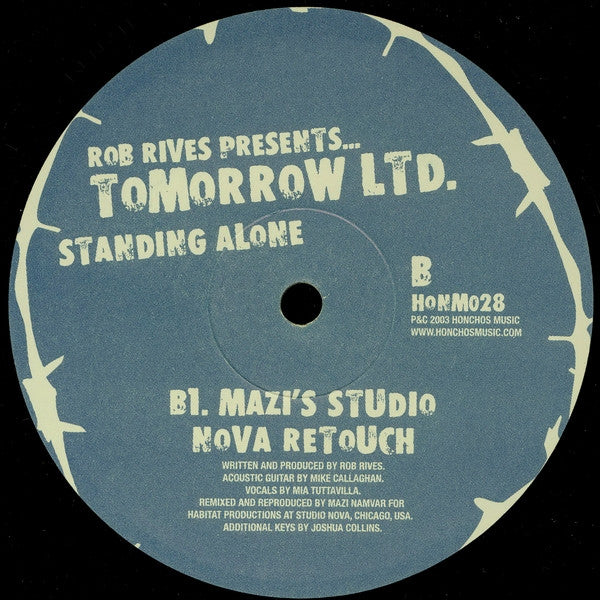 ROB RIVES PRESENTS...
TOMORROW LTD.
STANDING ALONE
B
HONM028
P&C 2003 HONCHOS MUSIC
WWW.HONCHOSMUSIC.COM
B1. MAZI'S STUDIO
NOVA RETOUCH
WRITTEN AND PRODUCED BY ROB RIVES.
ACOUSTIC GUITAR BY MIKE CALLAGHAN.
VOCALS BY MIA TUTTAVILLA.
REMIXED AND REPRODUCED BY MAZI NAMVAR FOR
HABITAT PRODUCTIONS AT STUDIO NOVA, CHICAGO, USA.
ADDITIONAL KEYS BY JOSHUA COLLINS.